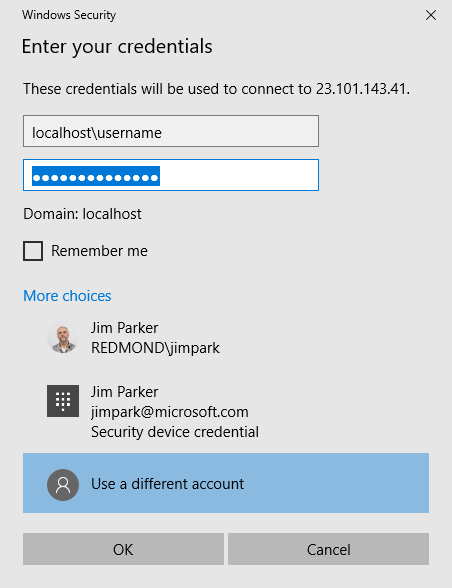 Windows Security
Enter your credentials
These credentials will be used to connect to 23.101.143.41.
localhost\username
••••••••••••••
Domain: localhost
Remember me
More choices
Jim Parker
REDMOND\jimpark
Jim Parker
jimpark@microsoft.com
Security device credential
Use a different account
OK
Cancel